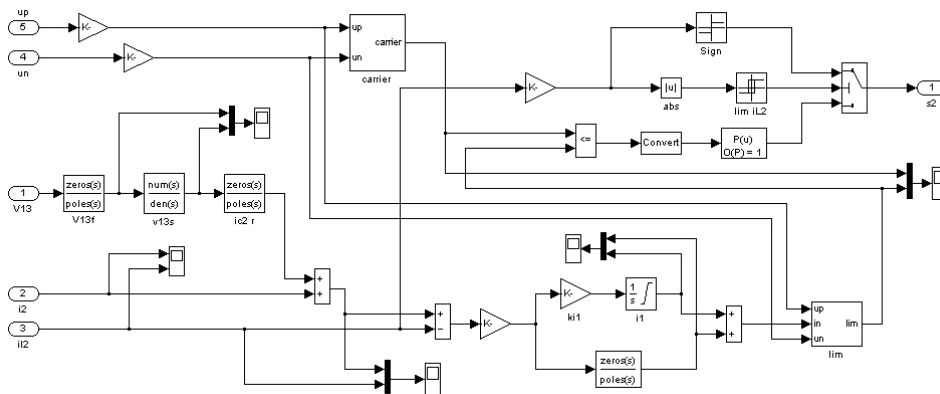 up
5
K-
4
un
K-
up
un
carrier
carrier
Sign
K-
|u|
abs
lim iL2
1
s2
<=
Convert
P(u)
O(P) = 1
1
V13
zeros(s)
poles(s)
V13f
num(s)
den(s)
v13s
zeros(s)
poles(s)
ic2 r
2
i2
3
il2
+
+
+
−
K-
K-
ki1
1
s
i1
zeros(s)
poles(s)
+
+
up
in
un
lim
lim